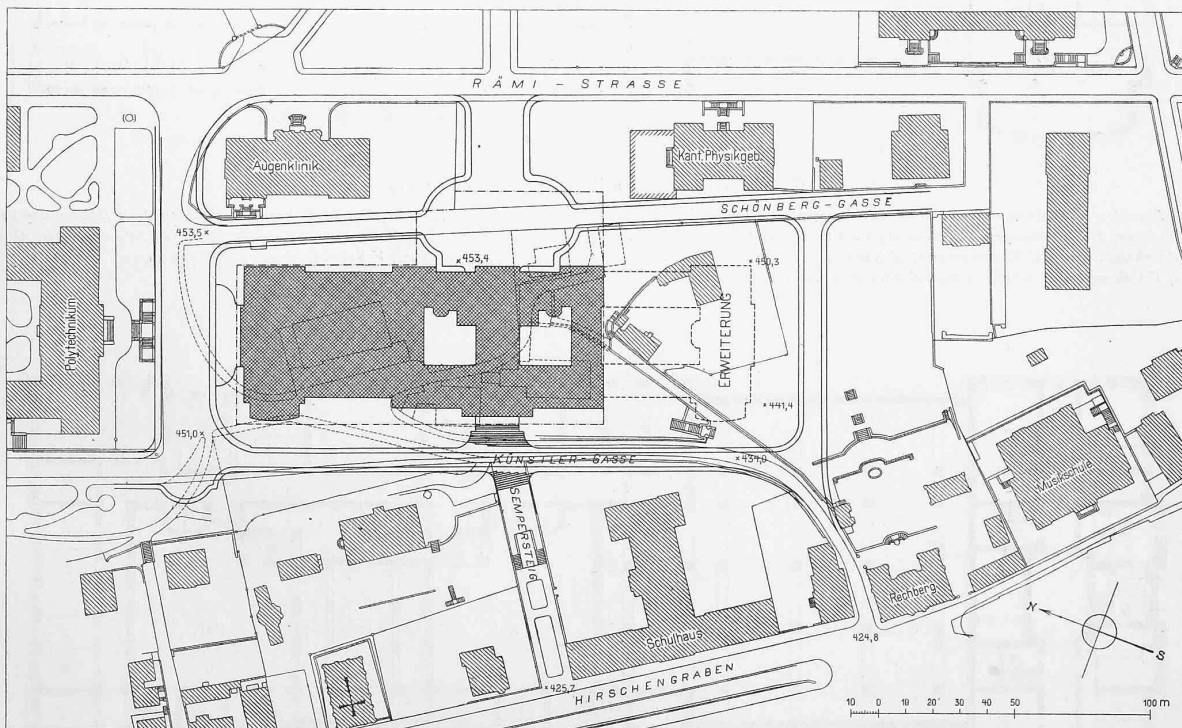 RÄMI - STRASSE
(O)
Augenklinik
Kant. Physikgeb.
SCHÖNBERG-GASSE
453,5 ×
× 453,4
× 450,3
Polytechnikum
ERWEITERUNG
× 441,4
451,0 ×
KÜNSTLER-GASSE
× 434,0
Musikschule
SEMPERSTEIG
Rechberg
Schulhaus
424,8
N
S
HIRSCHENGRABEN
× 425,7
10 0 10 20 30 40 50 100 m